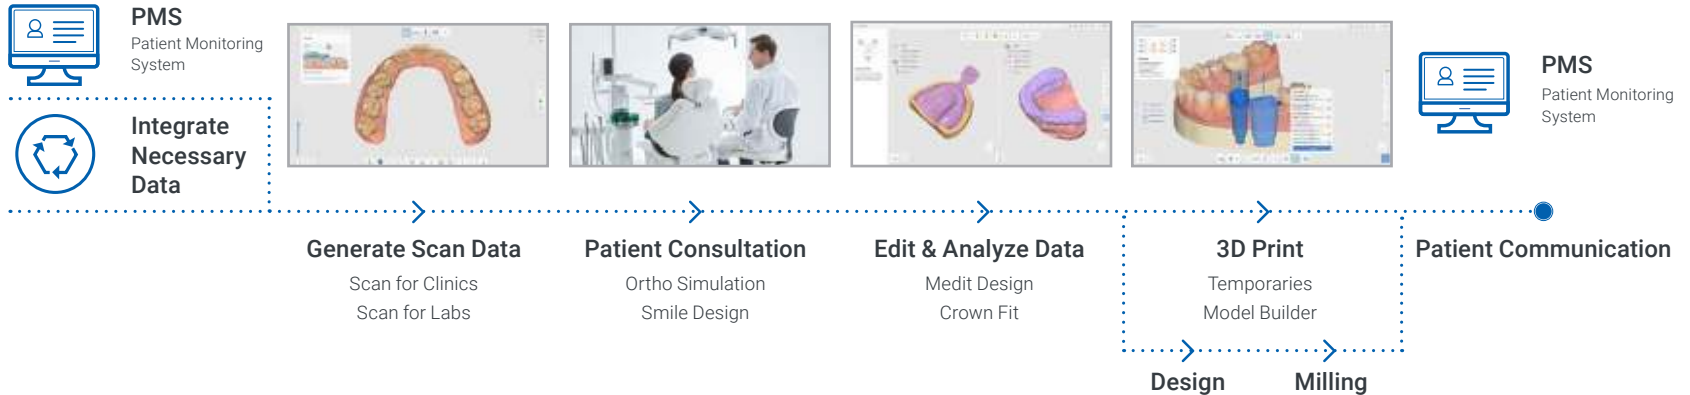 PMS
Patient Monitoring
System
Integrate
Necessary
Data
Generate Scan Data
Scan for Clinics
Scan for Labs
Patient Consultation
Ortho Simulation
Smile Design
Edit & Analyze Data
Medit Design
Crown Fit
3D Print
Temporaries
Model Builder
Design
Milling
PMS
Patient Monitoring
System
Patient Communication